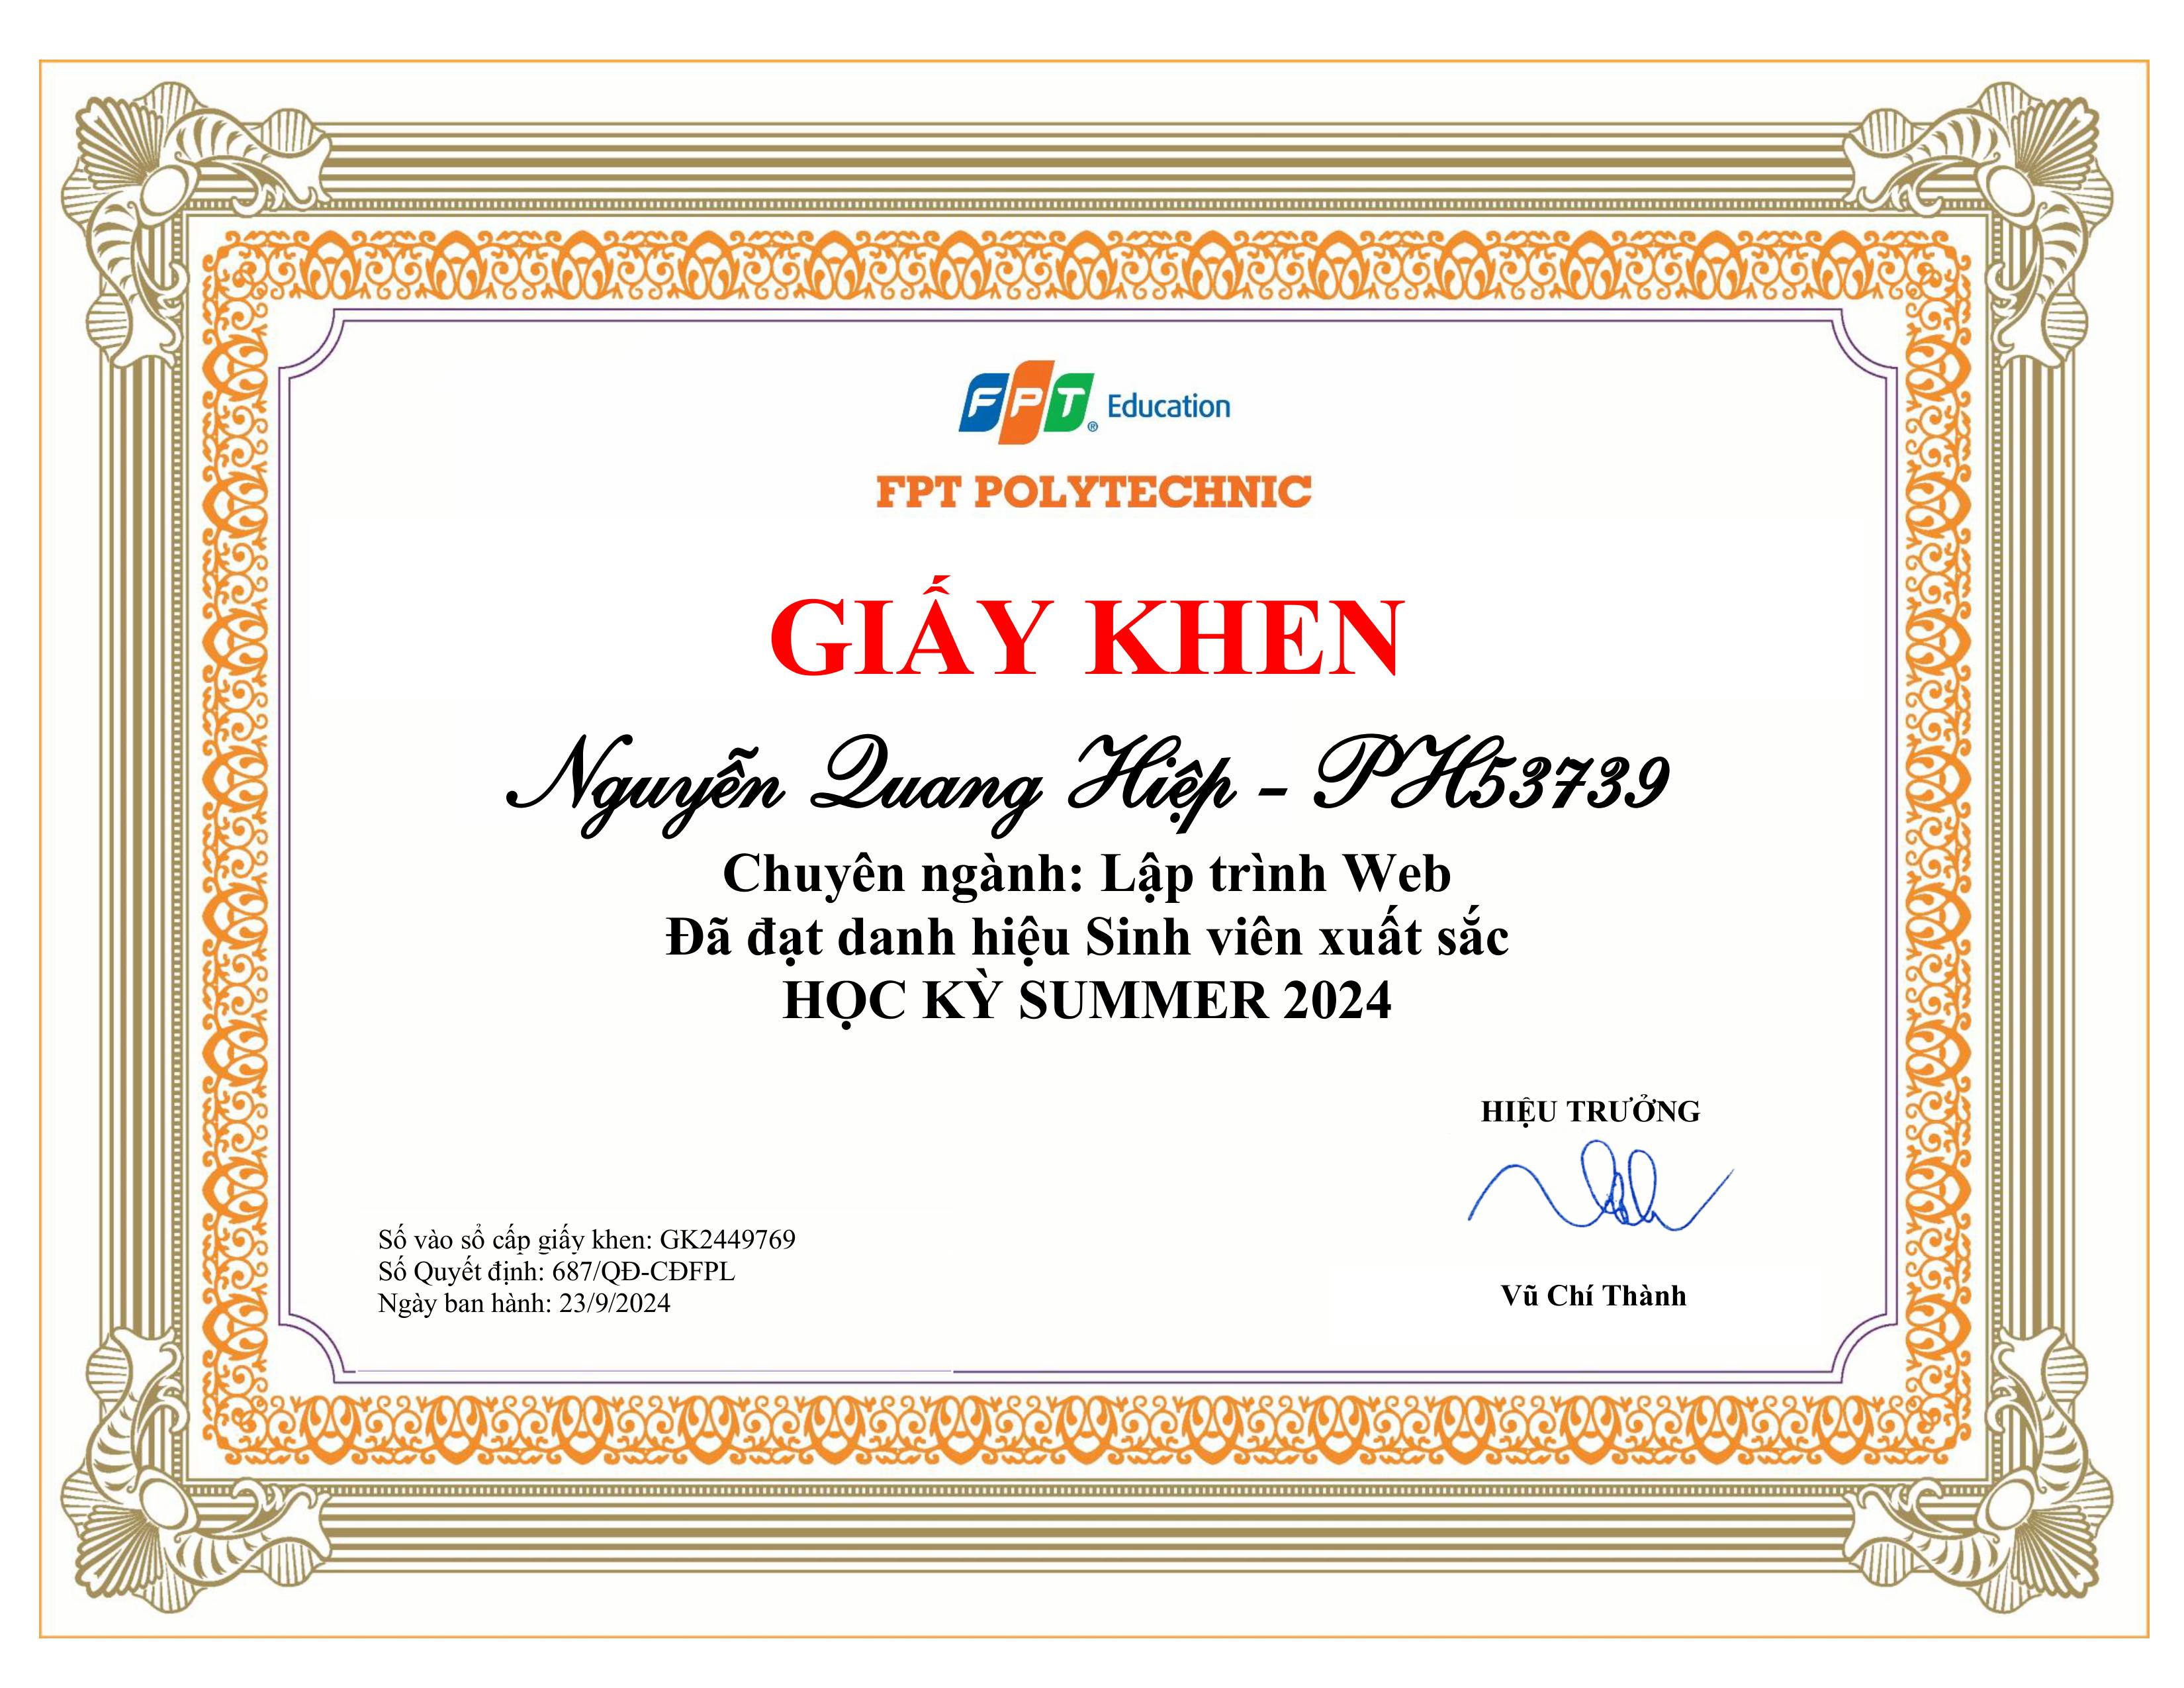 FPT® Education
FPT POLYTECHNIC
GIẤY KHEN
Nguyễn Quang Hiệp - PH53739
Chuyên ngành: Lập trình Web
Đã đạt danh hiệu Sinh viên xuất sắc
HỌC KỲ SUMMER 2024
HIỆU TRƯỞNG
Số vào sổ cấp giấy khen: GK2449769
Số Quyết định: 687/QĐ-CĐFPL
Ngày ban hành: 23/9/2024
Vũ Chí Thành